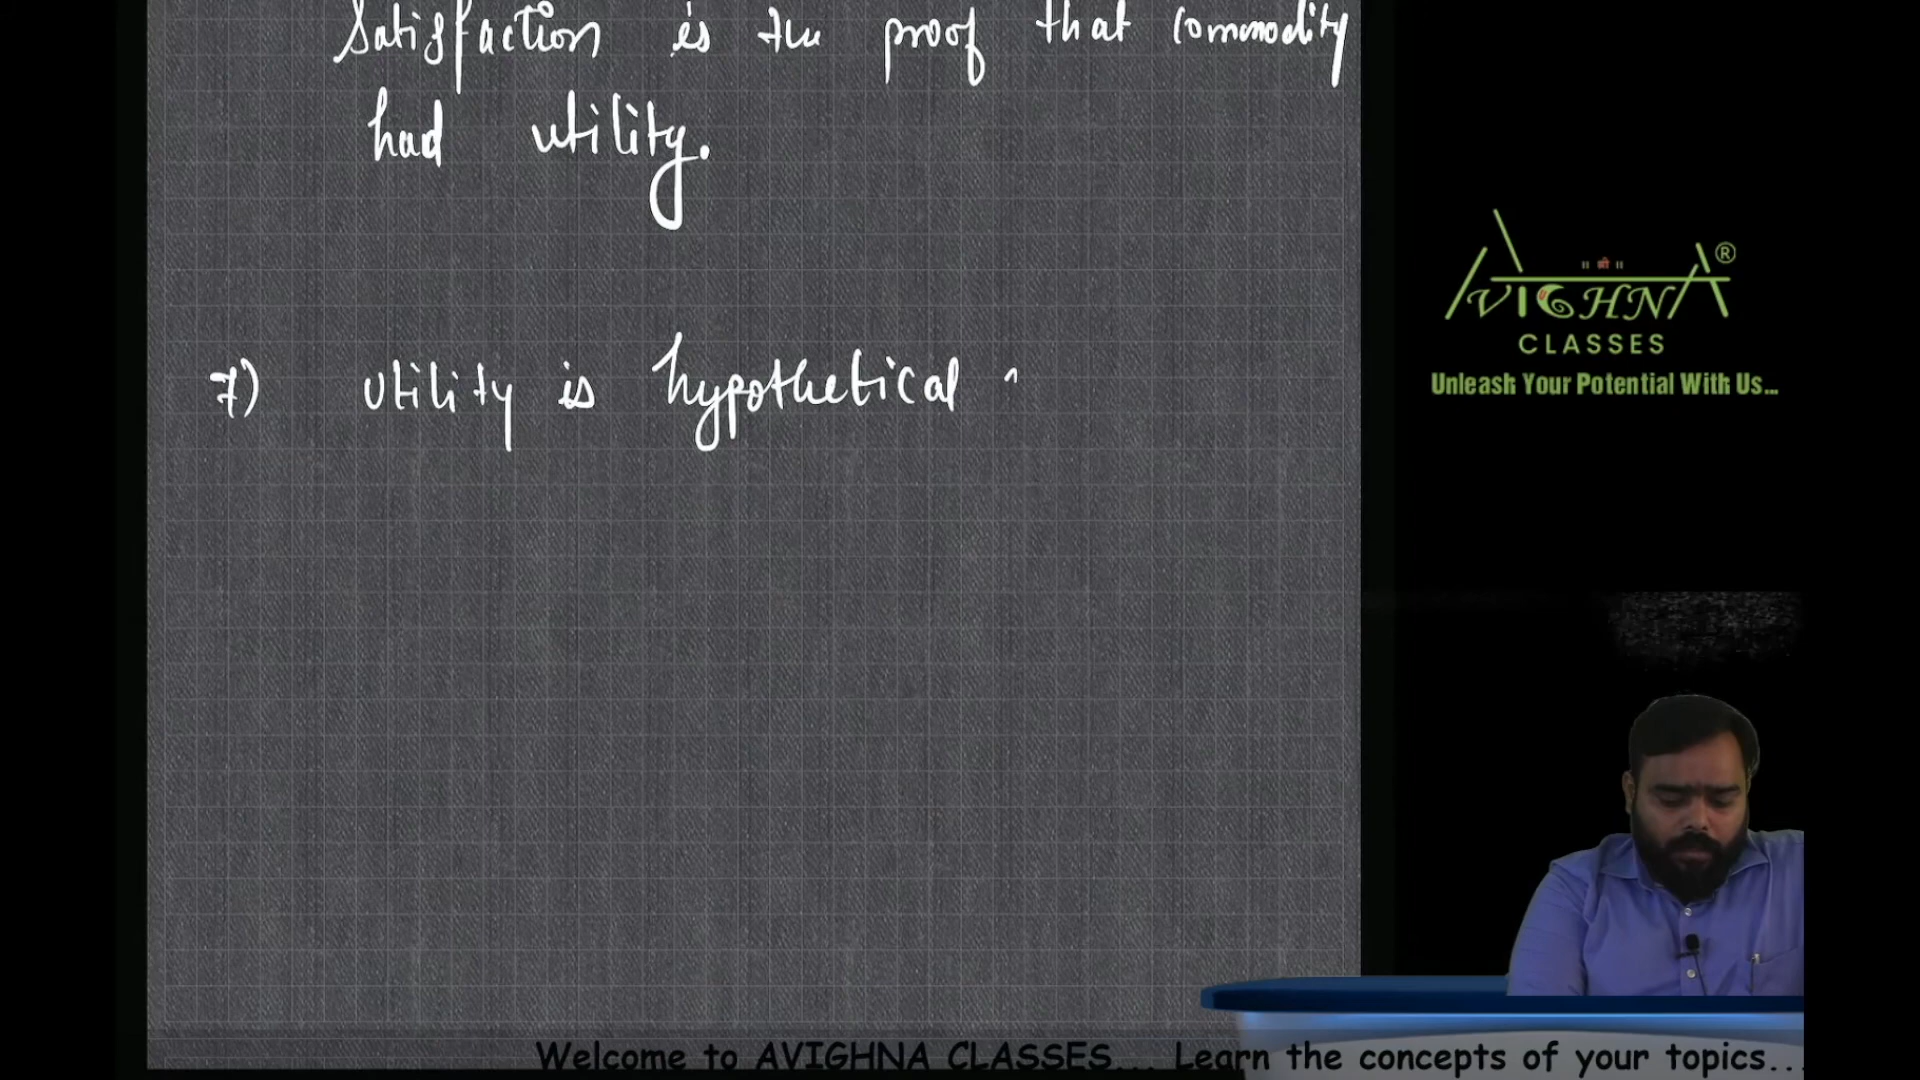 Satisfaction is the proof that commodity
had utility.
7) Utility is hypothetical
AVIGHNA®
॥ श्री ॥
CLASSES
Unleash Your Potential With Us...
Welcome to AVIGHNA CLASSES... Learn the concepts of your topics...